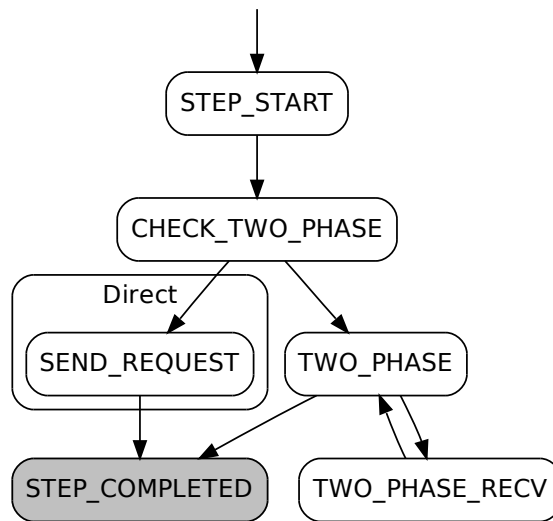 STEP_START
CHECK_TWO_PHASE
Direct
SEND_REQUEST
TWO_PHASE
STEP_COMPLETED
TWO_PHASE_RECV